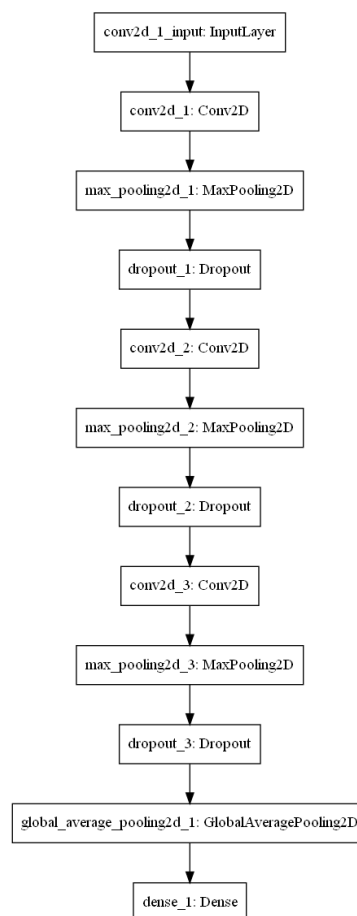 conv2d_1_input: InputLayer
conv2d_1: Conv2D
max_pooling2d_1: MaxPooling2D
dropout_1: Dropout
conv2d_2: Conv2D
max_pooling2d_2: MaxPooling2D
dropout_2: Dropout
conv2d_3: Conv2D
max_pooling2d_3: MaxPooling2D
dropout_3: Dropout
global_average_pooling2d_1: GlobalAveragePooling2D
dense_1: Dense